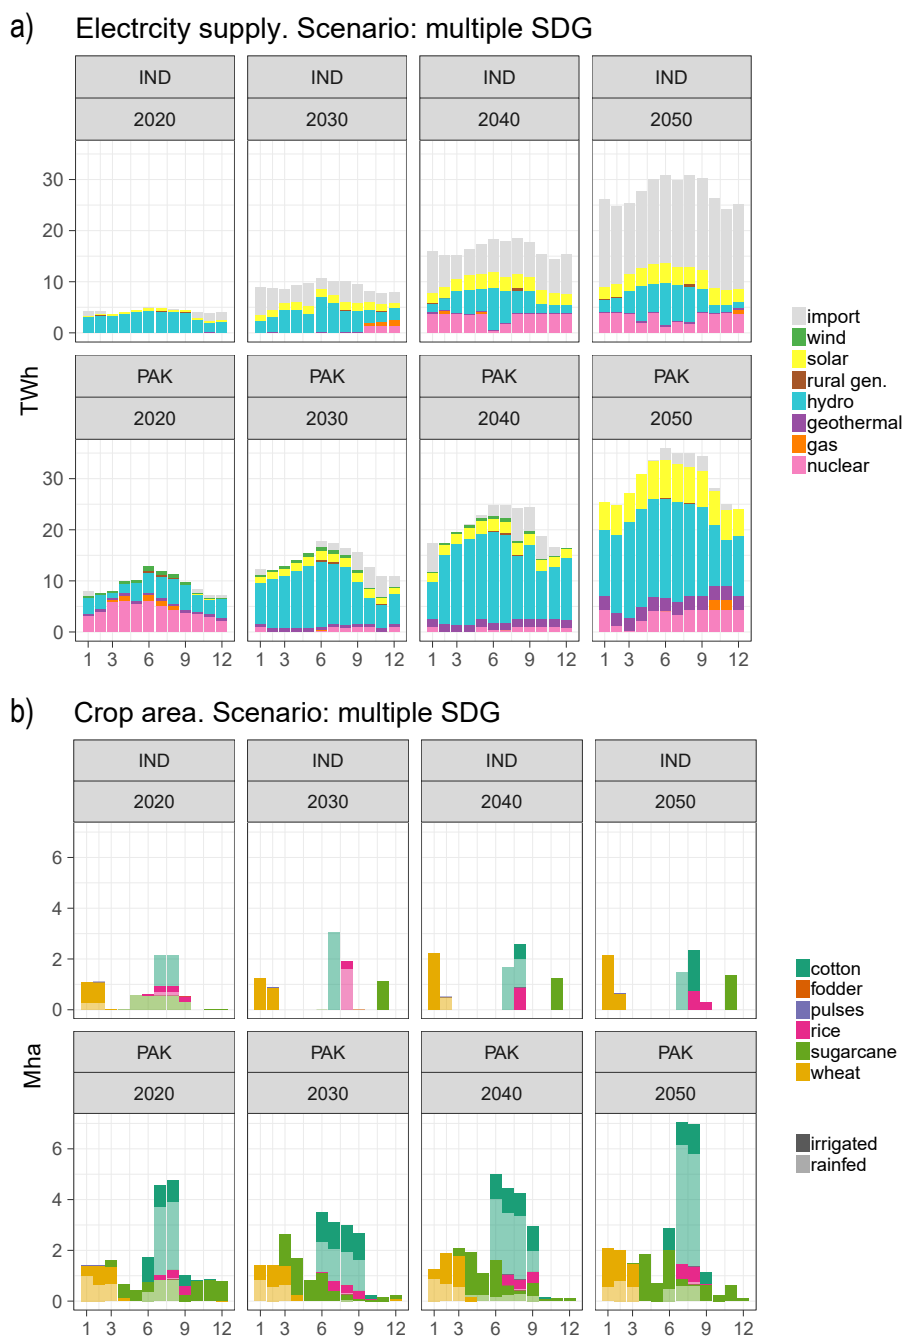 a) Electrcity supply. Scenario: multiple SDG
IND IND IND IND
2020 2030 2040 2050
30
20
10
0
PAK PAK PAK PAK
2020 2030 2040 2050
30
20
10
0
1 3 6 9 12 1 3 6 9 12 1 3 6 9 12 1 3 6 9 12
TWh
import
wind
solar
rural gen.
hydro
geothermal
gas
nuclear
b) Crop area. Scenario: multiple SDG
IND IND IND IND
2020 2030 2040 2050
6
4
2
0
PAK PAK PAK PAK
2020 2030 2040 2050
6
4
2
0
1 3 6 9 12 1 3 6 9 12 1 3 6 9 12 1 3 6 9 12
Mha
cotton
fodder
pulses
rice
sugarcane
wheat
irrigated
rainfed